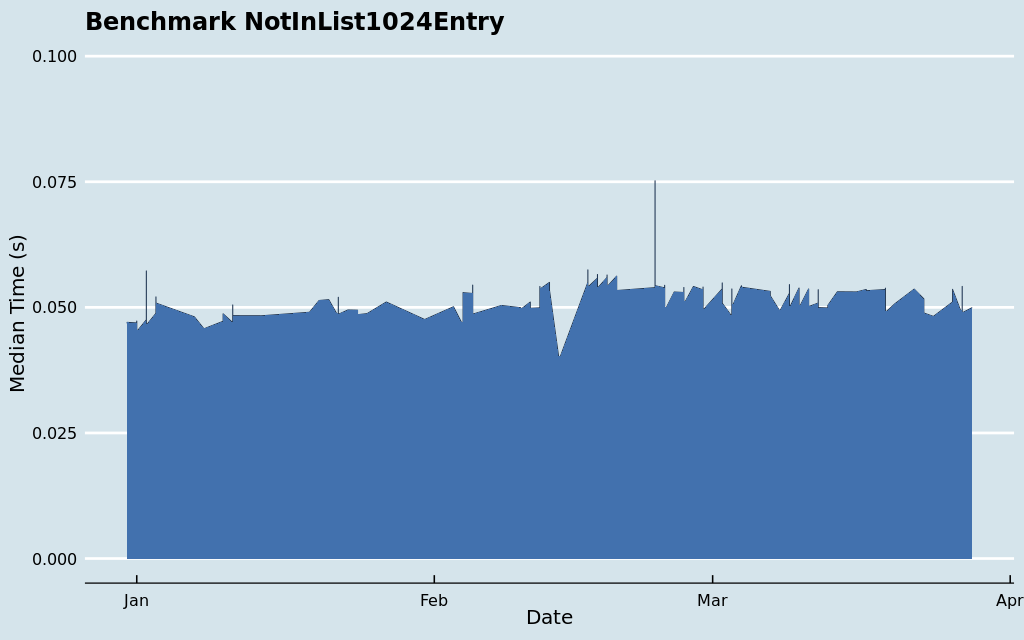 Benchmark NotInList1024Entry
0.100
0.075
0.050
0.025
0.000
Median Time (s)
Jan Feb Mar Apr
Date